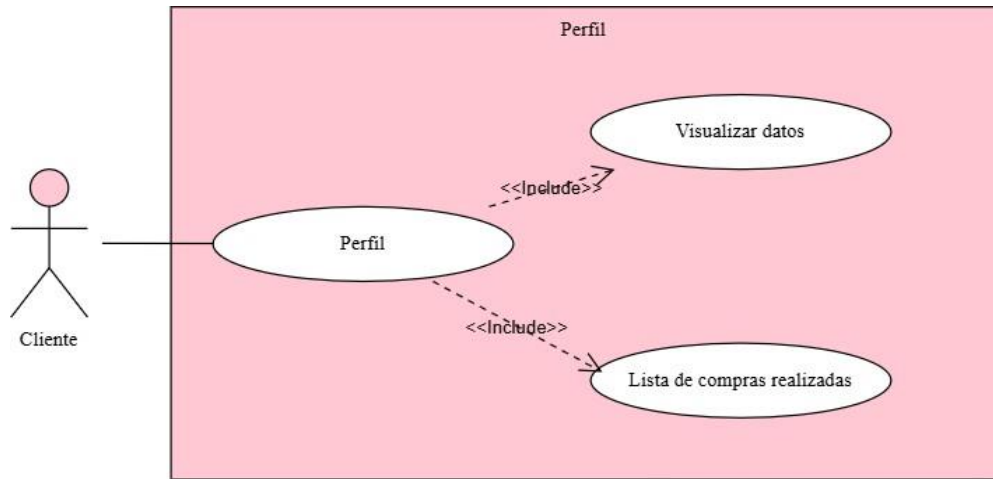 Perfil
Visualizar datos
<<Include>>
Perfil
<<Include>>
Cliente
Lista de compras realizadas